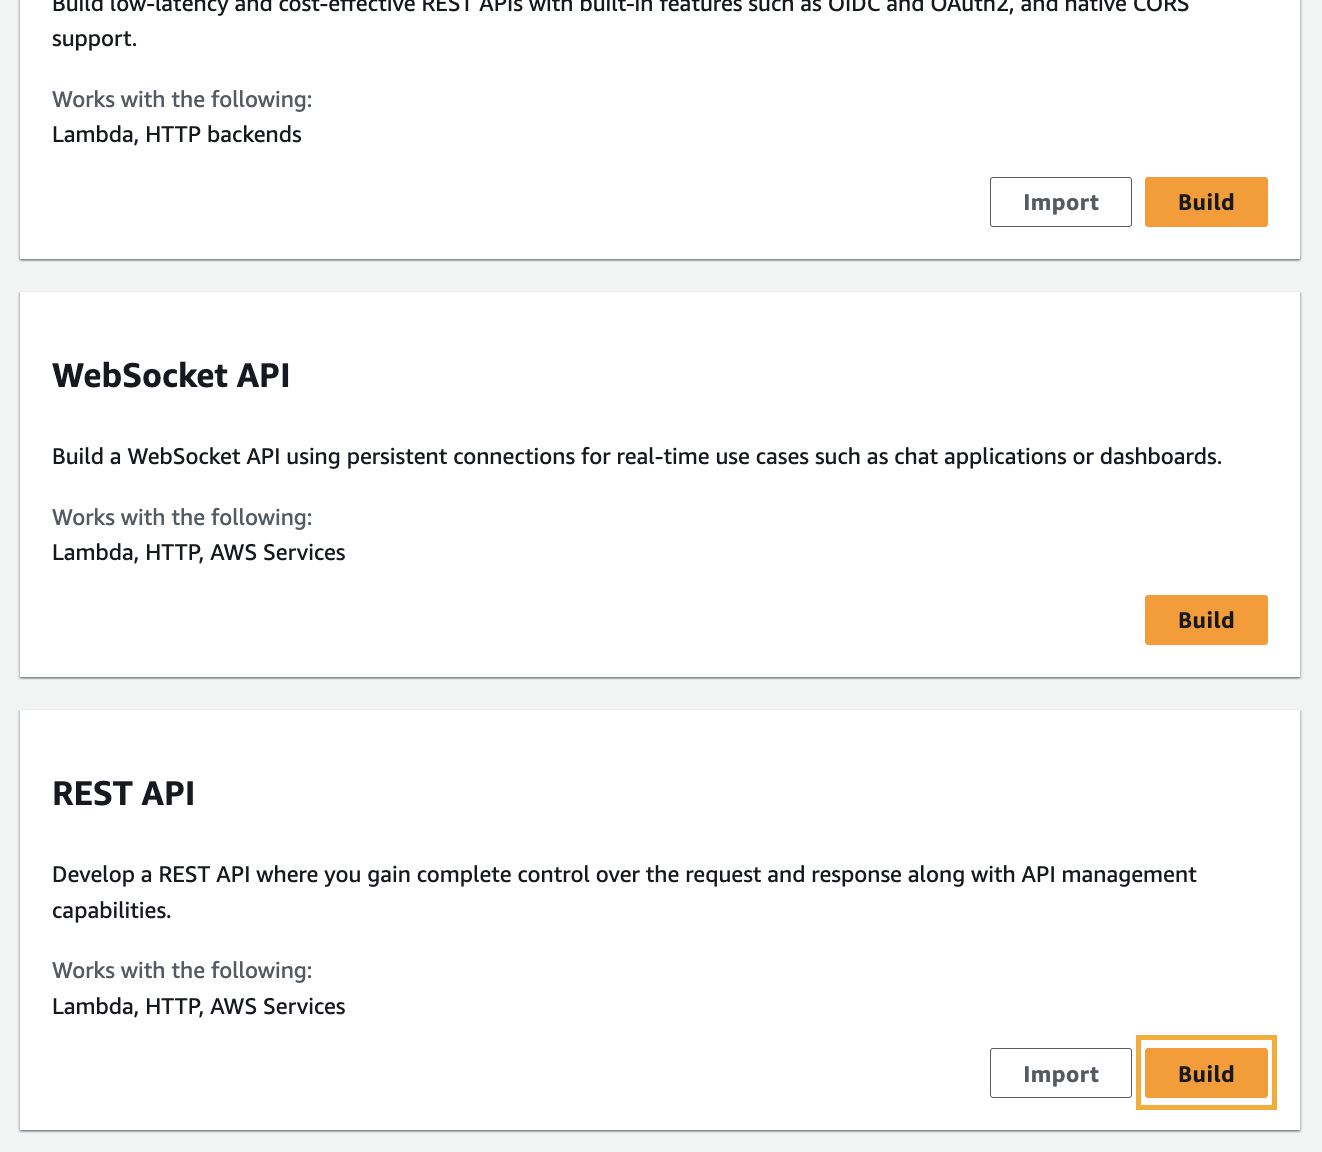 Build low-latency and cost-effective REST APIs with built-in features such as OIDC and OAuth2, and native CORS
support.
Works with the following:
Lambda, HTTP backends
Import
Build
WebSocket API
Build a WebSocket API using persistent connections for real-time use cases such as chat applications or dashboards.
Works with the following:
Lambda, HTTP, AWS Services
Build
REST API
Develop a REST API where you gain complete control over the request and response along with API management
capabilities.
Works with the following:
Lambda, HTTP, AWS Services
Import
Build